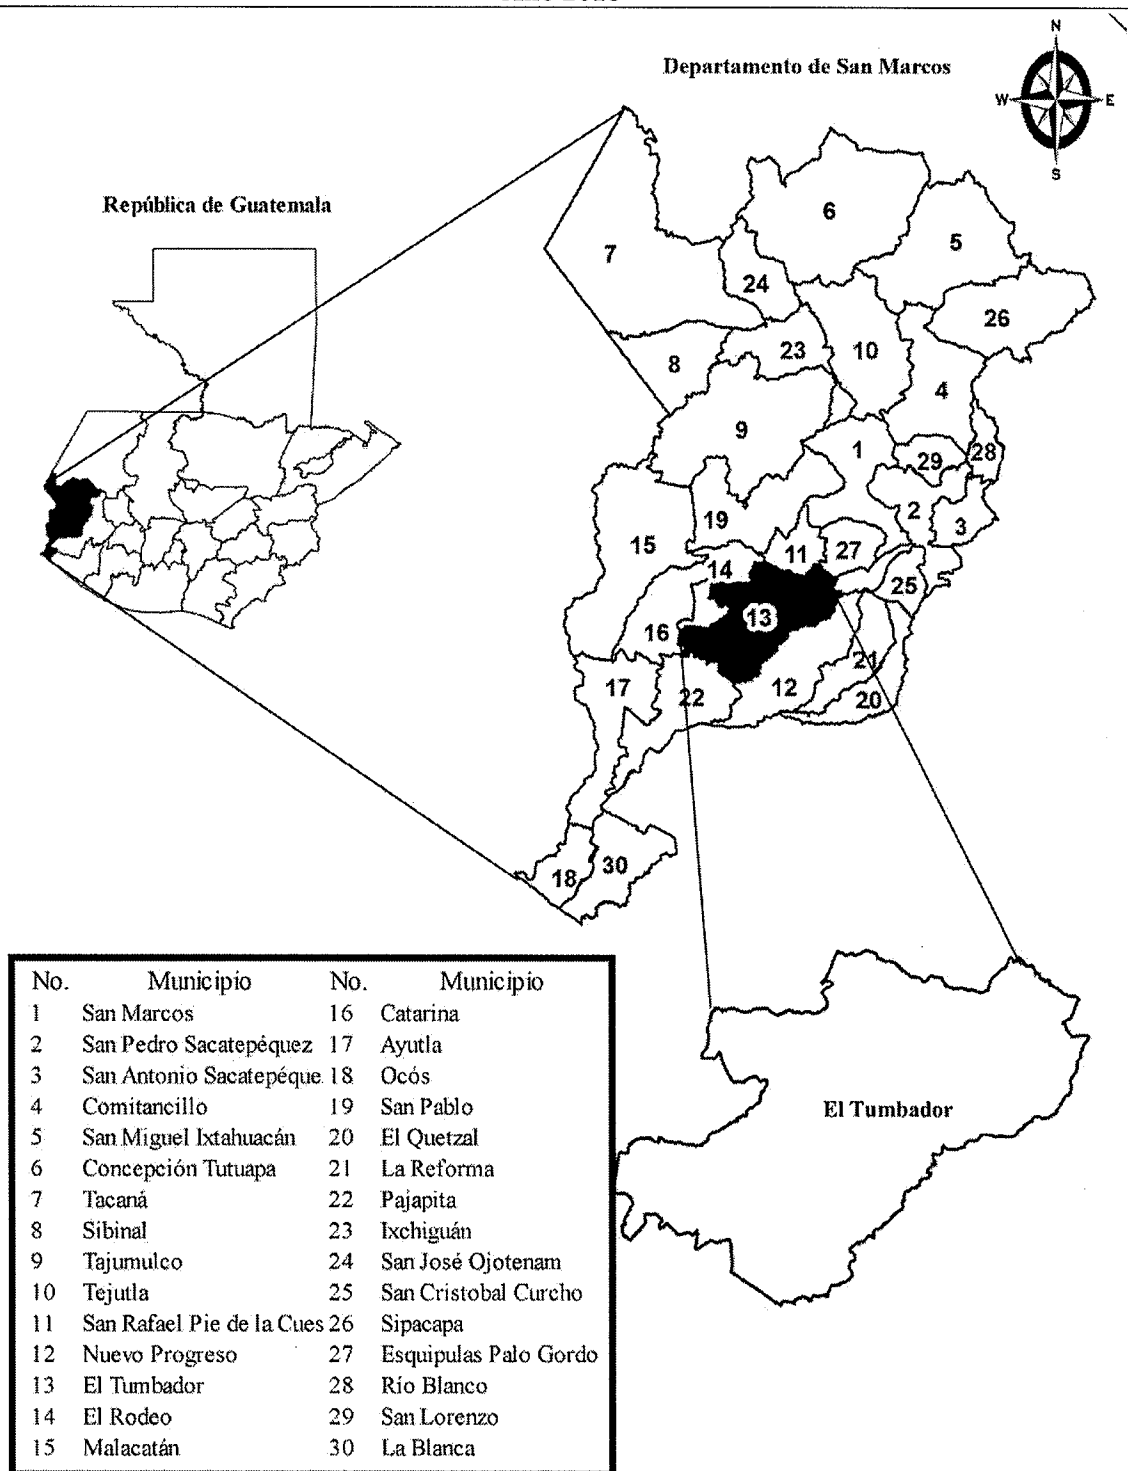 Departamento de San Marcos
N
W
E
S
República de Guatemala
6
7
5
24
26
23
10
8
4
9
1
28
29
2
3
19
15
11
27
14
25
13
16
21
17
12
22
20
18
30
No. Municipio No. Municipio
1 San Marcos 16 Catarina
2 San Pedro Sacatepéquez 17 Ayutla
3 San Antonio Sacatepéque 18 Ocós
4 Comitancillo 19 San Pablo
5 San Miguel Ixtahuacán 20 El Quetzal
6 Concepción Tutuapa 21 La Reforma
7 Tacaná 22 Pajapita
8 Sibinal 23 Ixchiguán
9 Tajumulco 24 San José Ojotenam
10 Tejutla 25 San Cristobal Curcho
11 San Rafael Pie de la Cues 26 Sipacapa
12 Nuevo Progreso 27 Esquipulas Palo Gordo
13 El Tumbador 28 Río Blanco
14 El Rodeo 29 San Lorenzo
15 Malacatán 30 La Blanca
El Tumbador